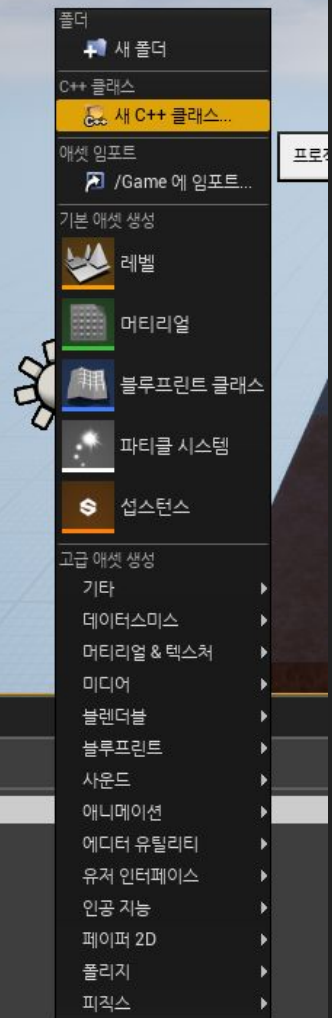 폴더
새 폴더
C++ 클래스
C++
새 C++ 클래스...
애셋 임포트
/Game 에 임포트...
기본 애셋 생성
레벨
머티리얼
블루프린트 클래스
파티클 시스템
S
섭스턴스
고급 애셋 생성
기타
데이터스미스
머티리얼 & 텍스처
미디어
블렌더블
블루프린트
사운드
애니메이션
에디터 유틸리티
유저 인터페이스
인공 지능
페이퍼 2D
폴리지
피직스